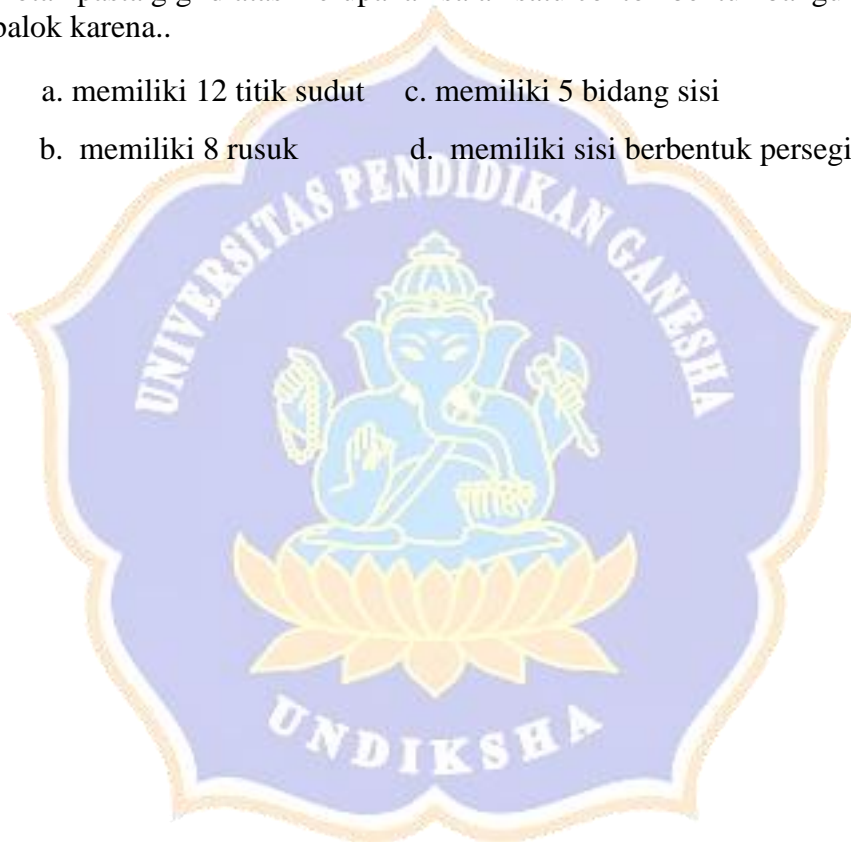 palok karena..
a. memiliki 12 titik sudut c. memiliki 5 bidang sisi
b. memiliki 8 rusuk d. memiliki sisi berbentuk persegi
UNIVERSITAS PENDIDIKAN GANESHA
UNDIKSHA